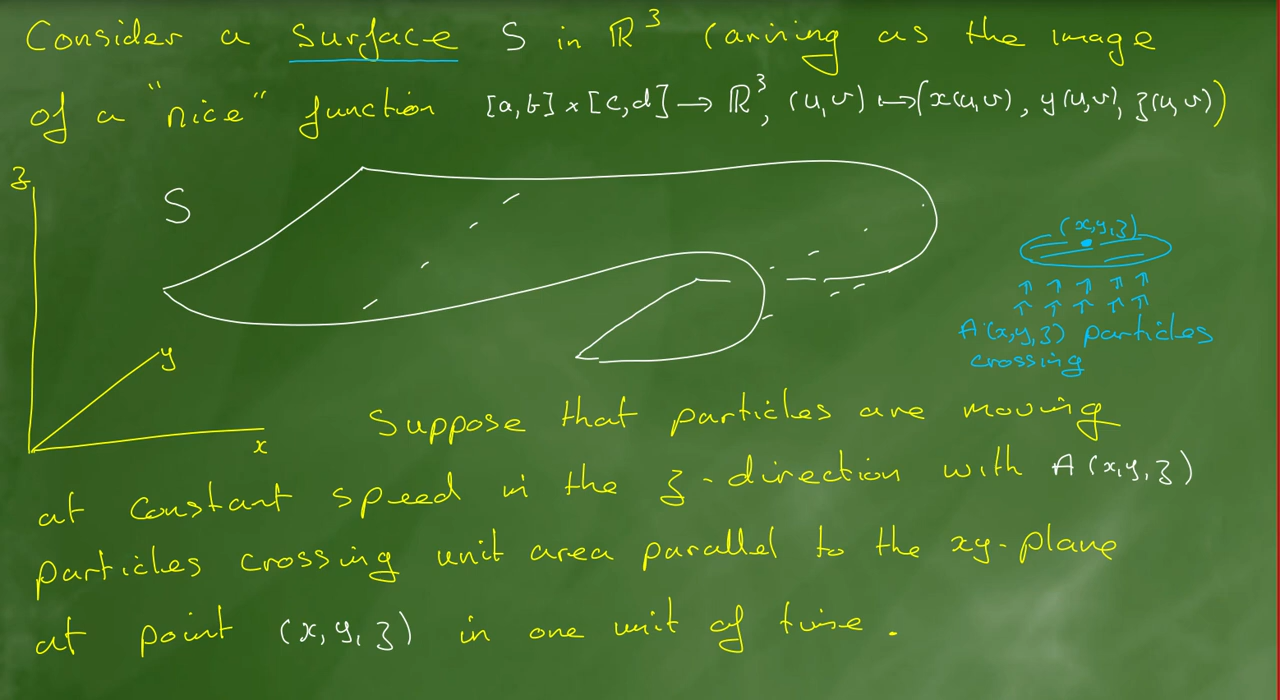 Consider a surface S in ℝ³ (arising as the image
of a "nice" function [a,b] × [c,d] → ℝ³, (u,v) ↦ (x(u,v), y(u,v), z(u,v))
z
S
(x,y,z)
A(x,y,z) particles
crossing
y
x
Suppose that particles are moving
at constant speed in the z-direction with A(x,y,z)
particles crossing unit area parallel to the xy-plane
at point (x,y,z) in one unit of time.